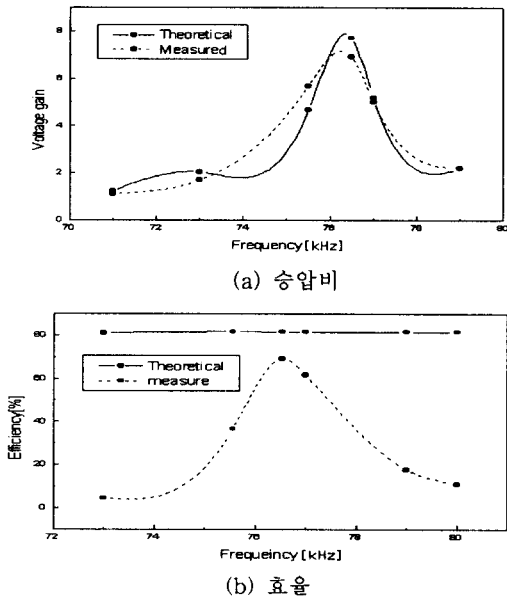 8
6
4
2
0
Voltage gain
Theoretical
Measured
70 72 74 76 78 80
Frequency[kHz]
(a) 승압비
80
60
40
20
0
Efficiency[%]
Theoretical
measure
72 74 76 78 80
Frequeincy[kHz]
(b) 효율